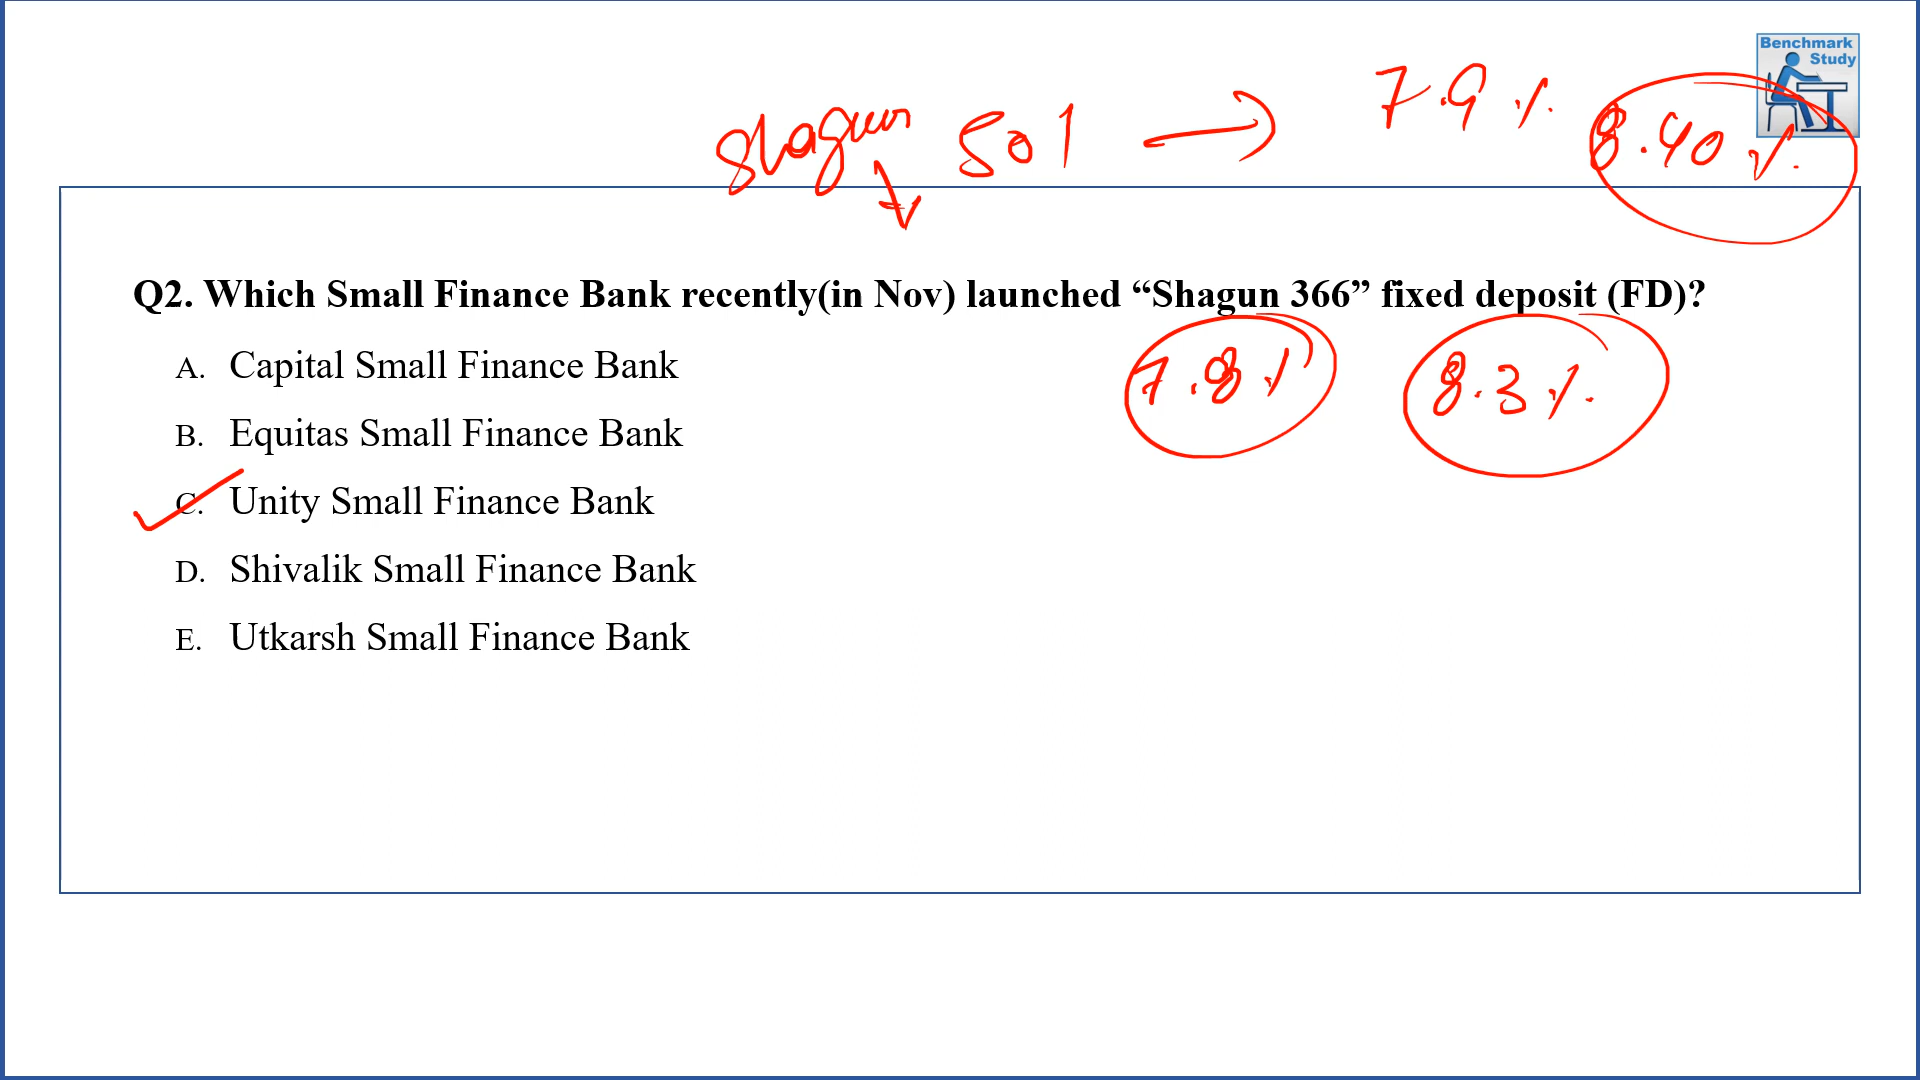 Benchmark
Study
Shagun 501 → 7.9 % 8.40 %
Q2. Which Small Finance Bank recently(in Nov) launched “Shagun 366” fixed deposit (FD)?
7.8 % 8.3 %
A. Capital Small Finance Bank
B. Equitas Small Finance Bank
C. Unity Small Finance Bank
D. Shivalik Small Finance Bank
E. Utkarsh Small Finance Bank